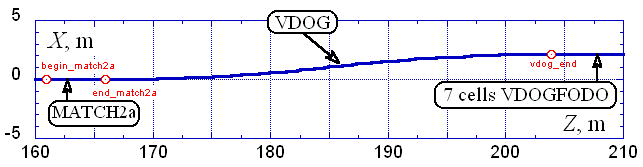 5
X, m
VDOG
begin_match2a
vdog_end
0
end_match2a
MATCH2a
7 cells VDOGFODO
Z, m
-5
160 170 180 190 200 210